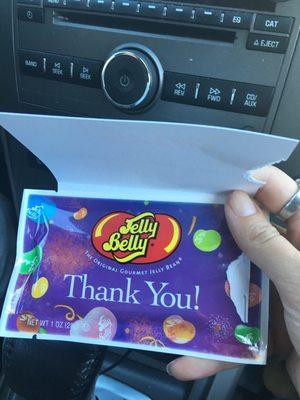 EQ
CAT
EJECT
BAND
SEEK
SEEK
REV
FWD
CD/
AUX
Jelly
Belly
THE ORIGINAL GOURMET JELLY BEAN
Thank You!
NET WT 1 OZ